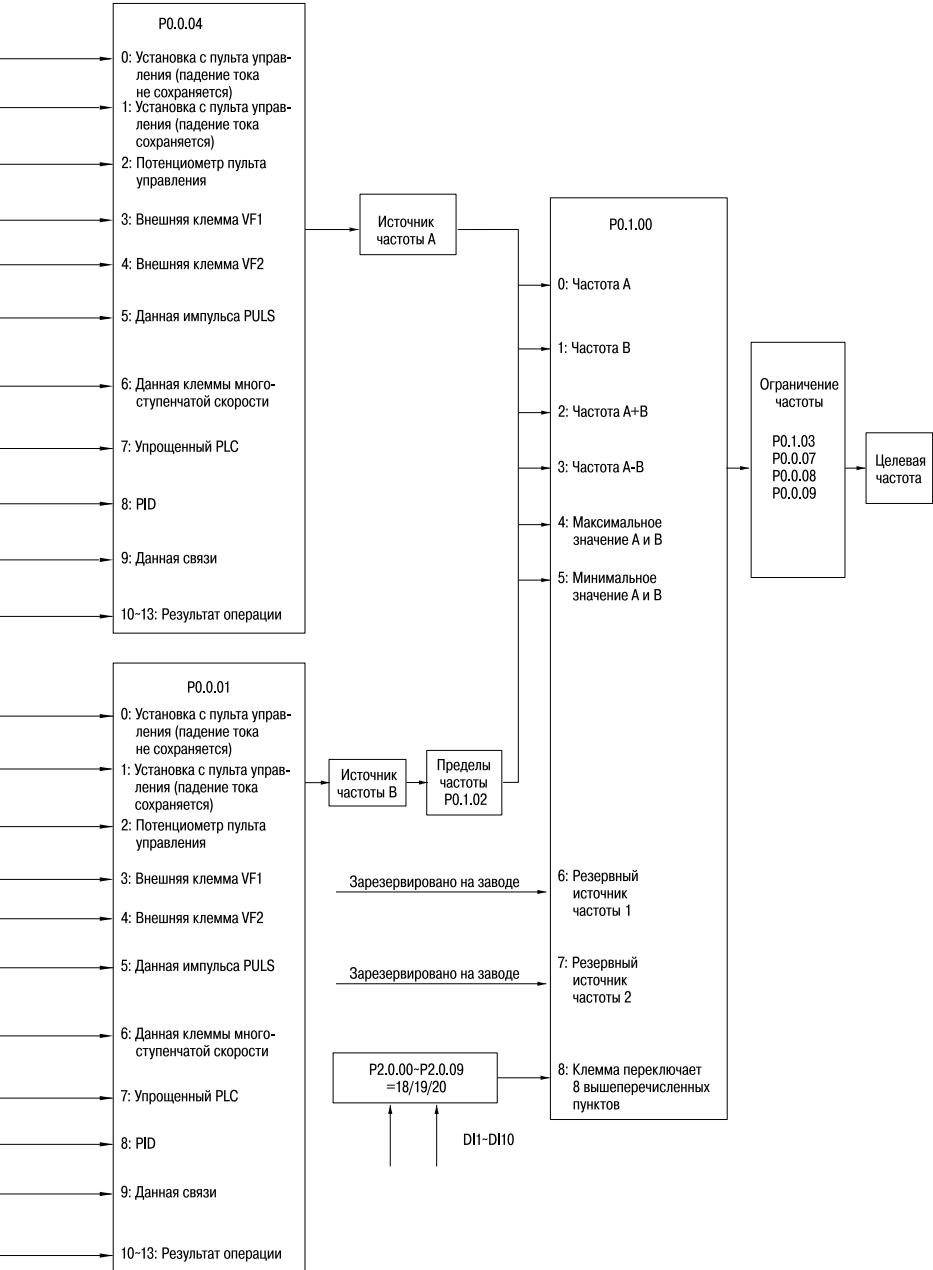 P0.0.04
0: Установка с пульта управ-
ления (падение тока
не сохраняется)
1: Установка с пульта управ-
ления (падение тока
сохраняется)
2: Потенциометр пульта
управления
3: Внешняя клемма VF1
4: Внешняя клемма VF2
5: Данная импульса PULS
6: Данная клеммы много-
ступенчатой скорости
7: Упрощенный PLC
8: PID
9: Данная связи
10~13: Результат операции
Источник
частоты A
P0.0.01
0: Установка с пульта управ-
ления (падение тока
не сохраняется)
1: Установка с пульта управ-
ления (падение тока
сохраняется)
2: Потенциометр пульта
управления
3: Внешняя клемма VF1
4: Внешняя клемма VF2
5: Данная импульса PULS
6: Данная клеммы много-
ступенчатой скорости
7: Упрощенный PLC
8: PID
9: Данная связи
10~13: Результат операции
Источник
частоты B
Пределы
частоты
P0.1.02
Зарезервировано на заводе
Зарезервировано на заводе
P2.0.00~P2.0.09
=18/19/20
DI1~DI10
P0.1.00
0: Частота A
1: Частота B
2: Частота A+B
3: Частота A-B
4: Максимальное
значение A и B
5: Минимальное
значение A и B
6: Резервный
источник
частоты 1
7: Резервный
источник
частоты 2
8: Клемма переключает
8 вышеперечисленных
пунктов
Ограничение
частоты
P0.1.03
P0.0.07
P0.0.08
P0.0.09
Целевая
частота